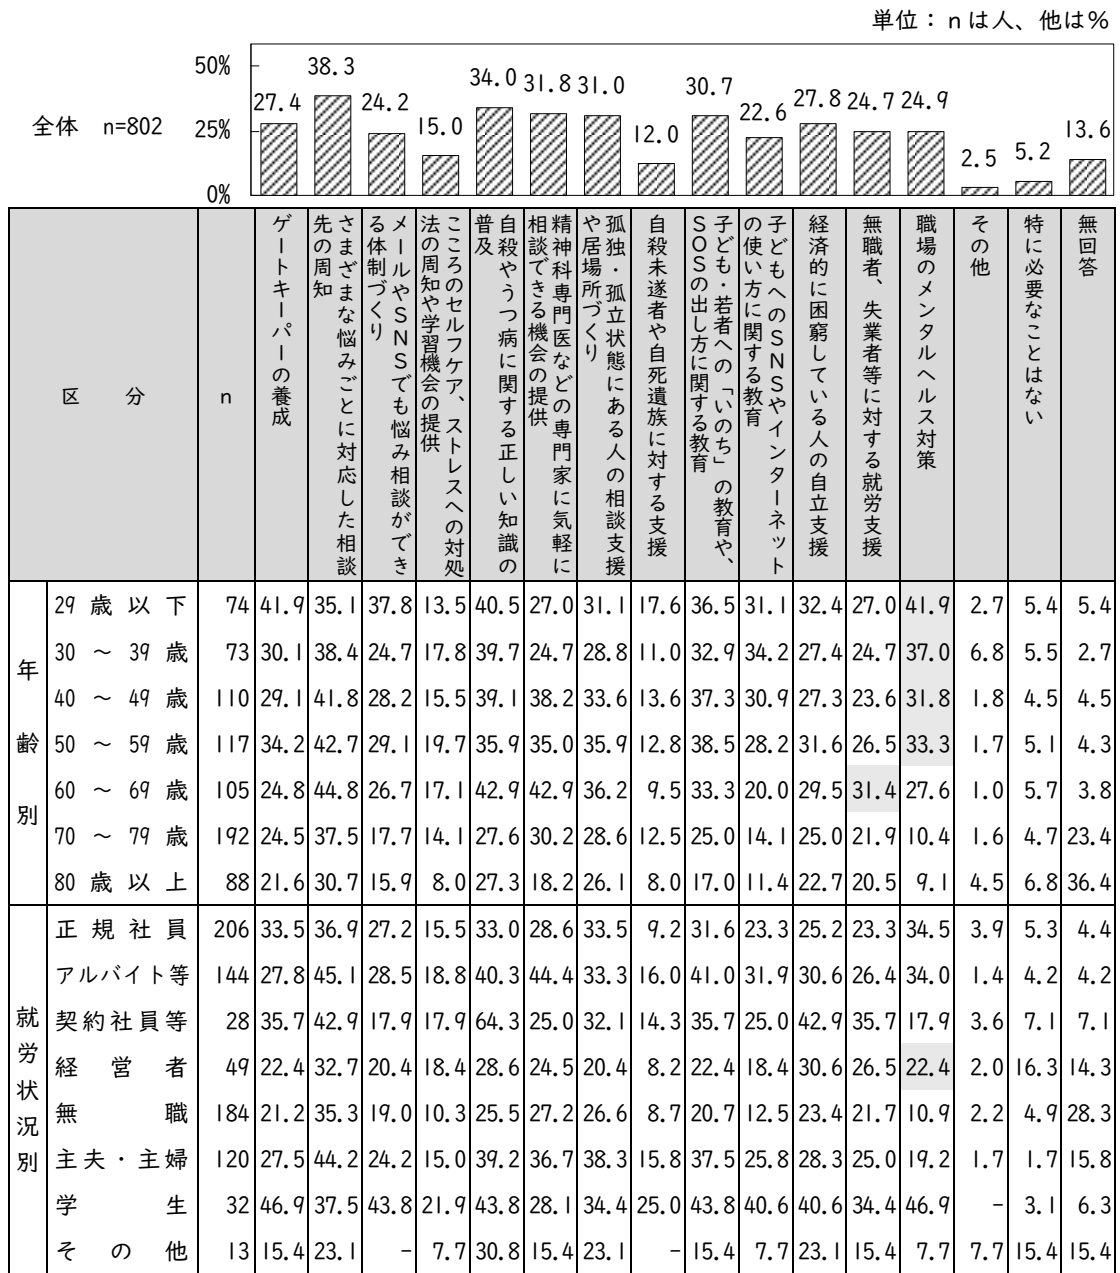 単位：nは人、他は％
50%
25%
0%
全体 n=802
27.4 38.3 24.2 15.0 34.0 31.8 31.0 12.0 30.7 22.6 27.8 24.7 24.9 2.5 5.2 13.6
区 分
n
ゲートキーパーの養成
さまざまな悩みごとに対応した相談
先の周知
メールやSNSでも悩み相談ができ
る体制づくり
こころのセルフケア、ストレスへの対処
法の周知や学習機会の提供
自殺やうつ病に関する正しい知識の
普及
精神科専門医などの専門家に気軽に
相談できる機会の提供
孤独・孤立状態にある人の相談支援
や居場所づくり
自殺未遂者や自死遺族に対する支援
子ども・若者への「いのち」の教育や、
SOSの出し方に関する教育
子どもへのSNSやインターネット
の使い方に関する教育
経済的に困窮している人の自立支援
無職者、失業者等に対する就労支援
職場のメンタルヘルス対策
その他
特に必要なことはない
無回答
年齢別
29歳以下 74 41.9 35.1 37.8 13.5 40.5 27.0 31.1 17.6 36.5 31.1 32.4 27.0 41.9 2.7 5.4 5.4
30～39歳 73 30.1 38.4 24.7 17.8 39.7 24.7 28.8 11.0 32.9 34.2 27.4 24.7 37.0 6.8 5.5 2.7
40～49歳 110 29.1 41.8 28.2 15.5 39.1 38.2 33.6 13.6 37.3 30.9 27.3 23.6 31.8 1.8 4.5 4.5
50～59歳 117 34.2 42.7 29.1 19.7 35.9 35.0 35.9 12.8 38.5 28.2 31.6 26.5 33.3 1.7 5.1 4.3
60～69歳 105 24.8 44.8 26.7 17.1 42.9 42.9 36.2 9.5 33.3 20.0 29.5 31.4 27.6 1.0 5.7 3.8
70～79歳 192 24.5 37.5 17.7 14.1 27.6 30.2 28.6 12.5 25.0 14.1 25.0 21.9 10.4 1.6 4.7 23.4
80歳以上 88 21.6 30.7 15.9 8.0 27.3 18.2 26.1 8.0 17.0 11.4 22.7 20.5 9.1 4.5 6.8 36.4
就労状況別
正規社員 206 33.5 36.9 27.2 15.5 33.0 28.6 33.5 9.2 31.6 23.3 25.2 23.3 34.5 3.9 5.3 4.4
アルバイト等 144 27.8 45.1 28.5 18.8 40.3 44.4 33.3 16.0 41.0 31.9 30.6 26.4 34.0 1.4 4.2 4.2
契約社員等 28 35.7 42.9 17.9 17.9 64.3 25.0 32.1 14.3 35.7 25.0 42.9 35.7 17.9 3.6 7.1 7.1
経営者 49 22.4 32.7 20.4 18.4 28.6 24.5 20.4 8.2 22.4 18.4 30.6 26.5 22.4 2.0 16.3 14.3
無職 184 21.2 35.3 19.0 10.3 25.5 27.2 26.6 8.7 20.7 12.5 23.4 21.7 10.9 2.2 4.9 28.3
主夫・主婦 120 27.5 44.2 24.2 15.0 39.2 36.7 38.3 15.8 37.5 25.8 28.3 25.0 19.2 1.7 1.7 15.8
学生 32 46.9 37.5 43.8 21.9 43.8 28.1 34.4 25.0 43.8 40.6 40.6 34.4 46.9 － 3.1 6.3
その他 13 15.4 23.1 － 7.7 30.8 15.4 23.1 － 15.4 7.7 23.1 15.4 7.7 7.7 15.4 15.4